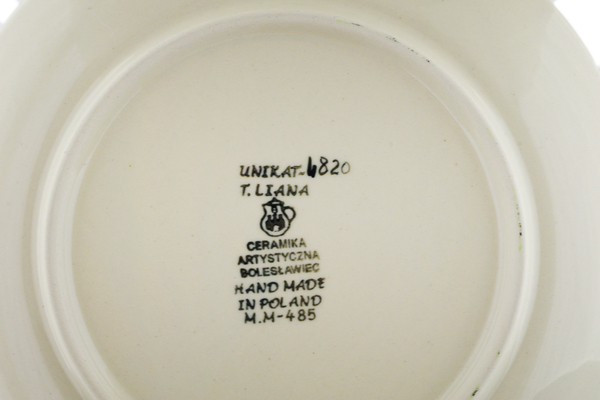 UNIKAT-4820
T. LIANA
CERAMIKA
ARTYSTYCZNA
BOLESŁAWIEC
HAND MADE
IN POLAND
M.M-485